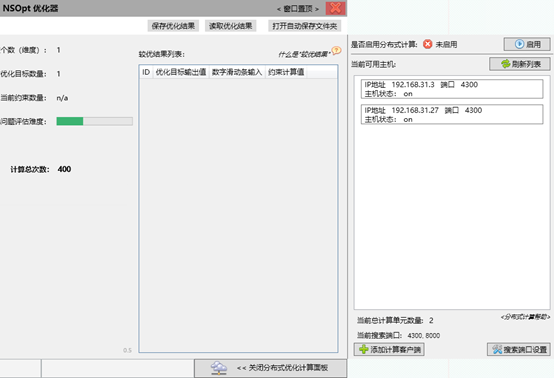 NSOpt 优化器
< 窗口置顶 >
保存优化结果 读取优化结果 打开自动保存文件夹
个数（维度）： 1
优化目标数量： 1
当前约束数量： n/a
问题评估难度：
计算总次数： 400
较优结果列表：
什么是"较优结果"
?
ID 优化目标输出值 数字滑动条输入 约束计算值
0.5
<< 关闭分布式优化计算面板
是否启用分布式计算： 未启用 启用
当前可用主机： 刷新列表
IP地址 192.168.31.3 端口 4300
主机状态： on
IP地址 192.168.31.27 端口 4300
主机状态： on
当前总计算单元数量： 2
<分布式计算帮助>
当前搜索端口： 4300, 8000
添加计算客户端 搜索端口设置